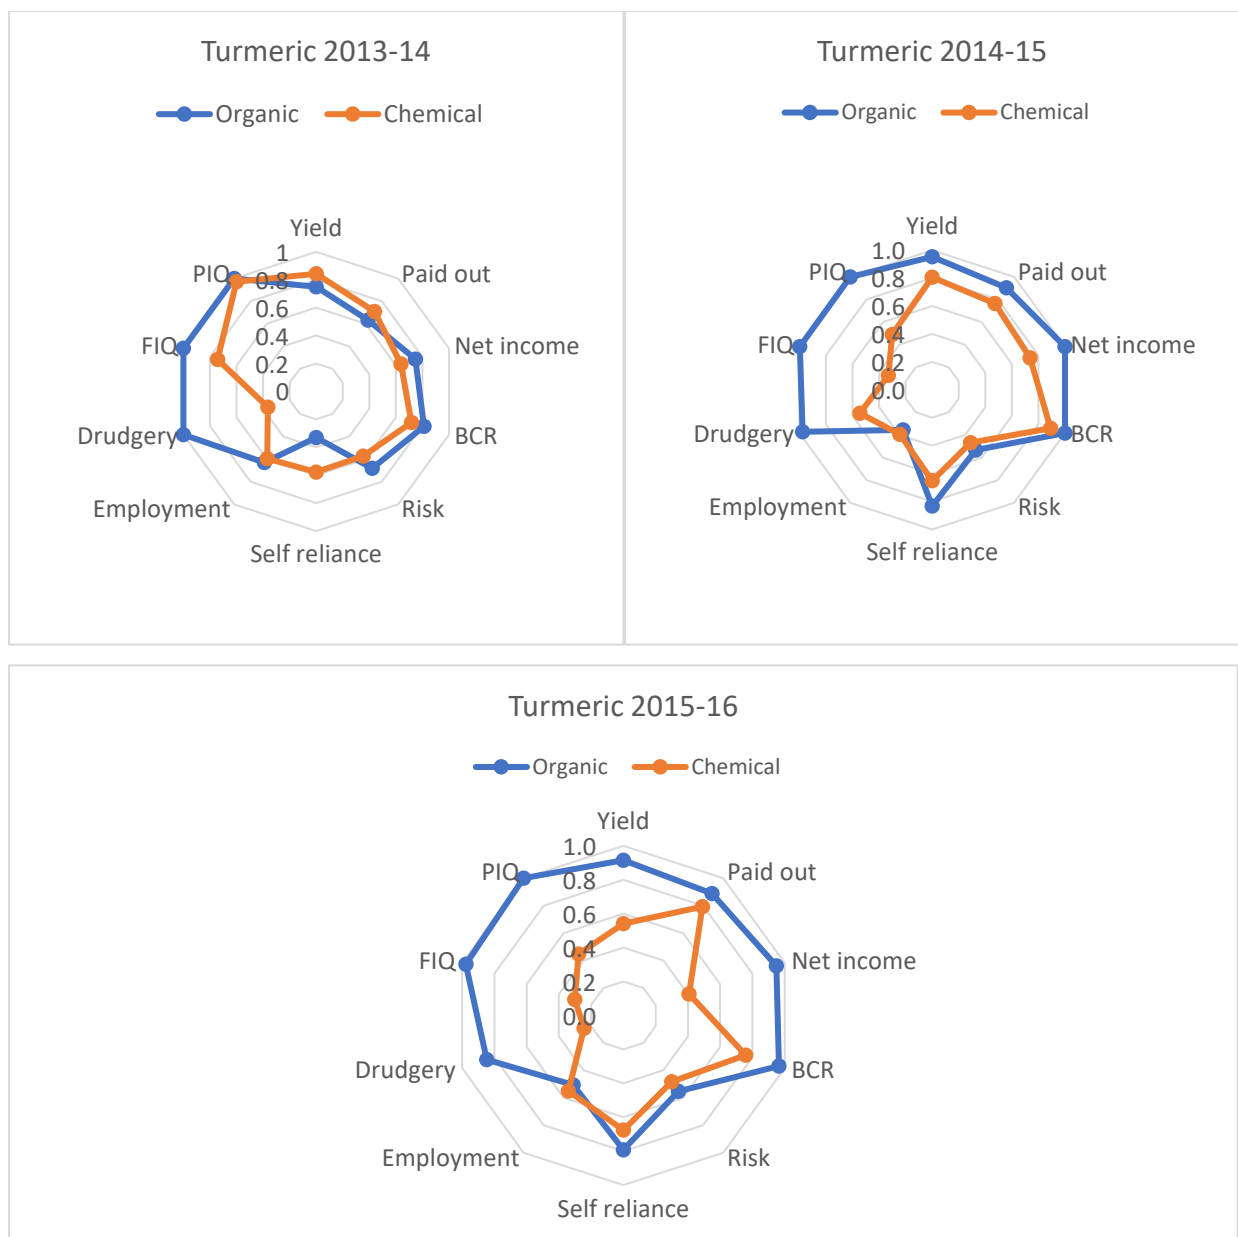 Turmeric 2013-14
Organic Chemical
Yield
Paid out
Net income
BCR
Risk
Self reliance
Employment
Drudgery
FIQ
PIQ
1
0.8
0.6
0.4
0.2
0
Turmeric 2014-15
Organic Chemical
Yield
Paid out
Net income
BCR
Risk
Self reliance
Employment
Drudgery
FIQ
PIQ
1.0
0.8
0.6
0.4
0.2
0.0
Turmeric 2015-16
Organic Chemical
Yield
Paid out
Net income
BCR
Risk
Self reliance
Employment
Drudgery
FIQ
PIQ
1.0
0.8
0.6
0.4
0.2
0.0